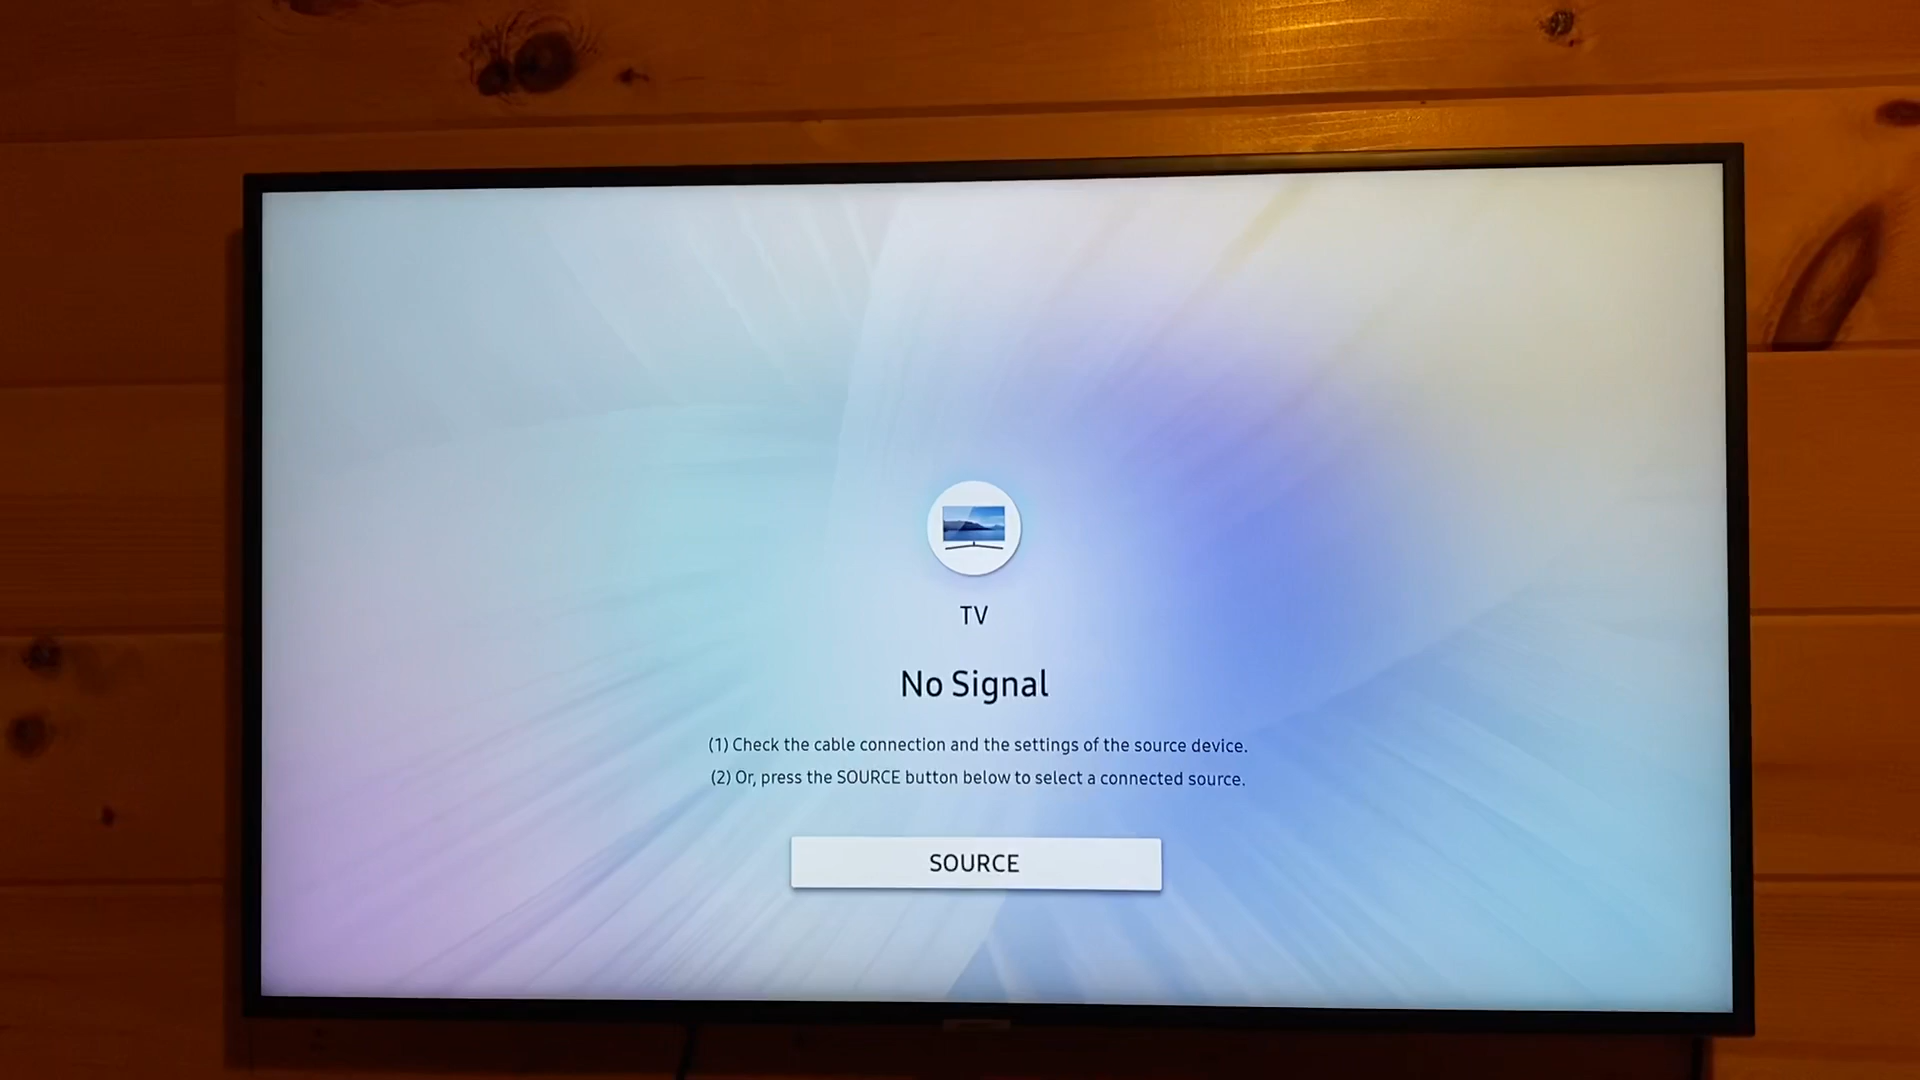 TV
No Signal
(1) Check the cable connection and the settings of the source device.
(2) Or, press the SOURCE button below to select a connected source.
SOURCE